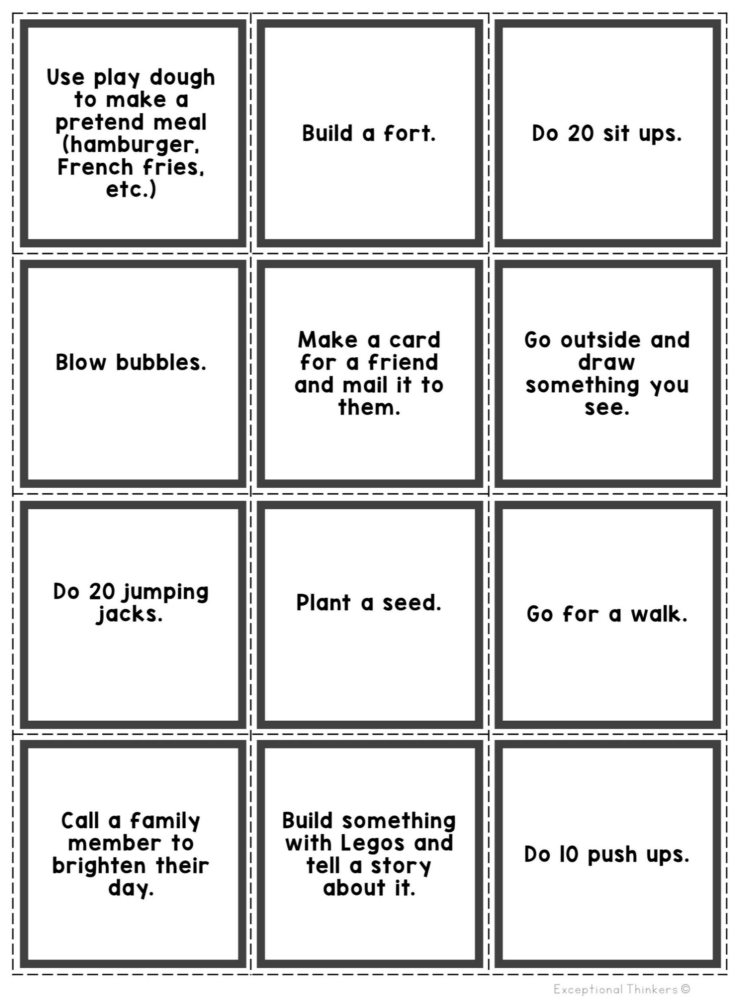 Use play dough
to make a
pretend meal
(hamburger,
French fries,
etc.)
Build a fort.
Do 20 sit ups.
Blow bubbles.
Make a card
for a friend
and mail it to
them.
Go outside and
draw
something you
see.
Do 20 jumping
jacks.
Plant a seed.
Go for a walk.
Call a family
member to
brighten their
day.
Build something
with Legos and
tell a story
about it.
Do 10 push ups.
Exceptional Thinkers ©